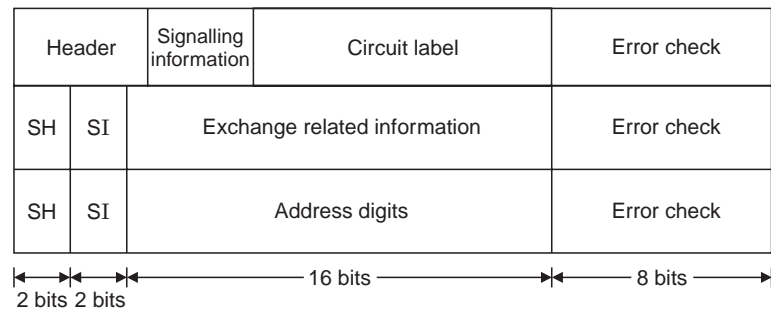 Header
Signalling
information
Circuit label
Error check
SH
SI
Exchange related information
Error check
SH
SI
Address digits
Error check
2 bits
2 bits
16 bits
8 bits